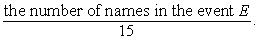 the number of names in the event E
15
.